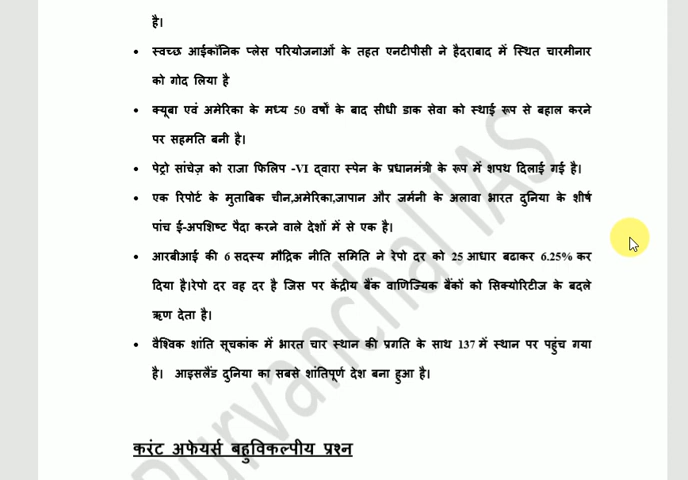 है।
• स्वच्छ आईकॉनिक प्लेस परियोजनाओं के तहत एनटीपीसी ने हैदराबाद में स्थित चारमीनार
को गोद लिया है
• क्यूबा एवं अमेरिका के मध्य 50 वर्षों के बाद सीधी डाक सेवा को स्थाई रूप से बहाल करने
पर सहमति बनी है।
• पेट्रो सांचेज़ को राजा फिलिप -VI द्वारा स्पेन के प्रधानमंत्री के रूप में शपथ दिलाई गई है।
• एक रिपोर्ट के मुताबिक चीन,अमेरिका,जापान और जर्मनी के अलावा भारत दुनिया के शीर्ष
पांच ई-अपशिष्ट पैदा करने वाले देशों में से एक है।
• आरबीआई की 6 सदस्य मौद्रिक नीति समिति ने रेपो दर को 25 आधार बढाकर 6.25% कर
दिया है।रेपो दर वह दर है जिस पर केंद्रीय बैंक वाणिज्यिक बैंकों को सिक्योरिटीज के बदले
ऋण देता है।
• वैश्विक शांति सूचकांक में भारत चार स्थान की प्रगति के साथ 137 में स्थान पर पहुंच गया
है। आइसलैंड दुनिया का सबसे शांतिपूर्ण देश बना हुआ है।
करंट अफेयर्स बहुविकल्पीय प्रश्न
Purvanchal IAS